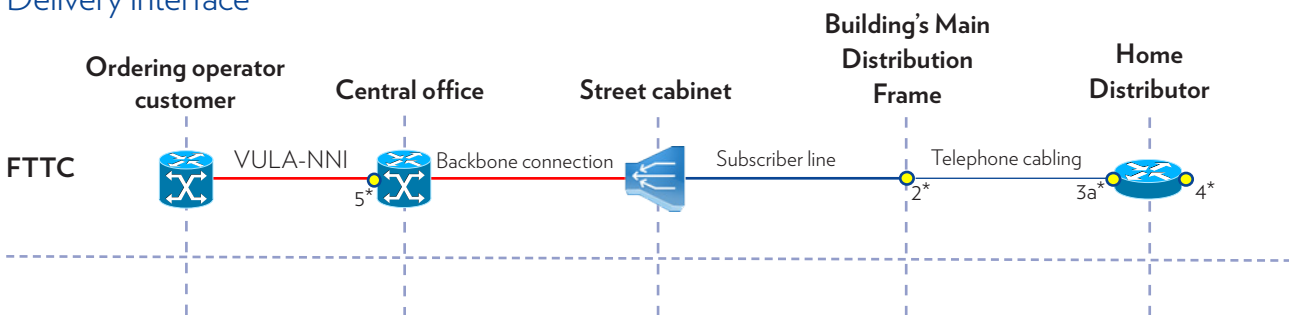 Delivery interface
Ordering operator
customer
Central office
Street cabinet
Building's Main
Distribution
Frame
Home
Distributor
FTTC
VULA-NNI
Backbone connection
Subscriber line
Telephone cabling
5*
2*
3a*
4*